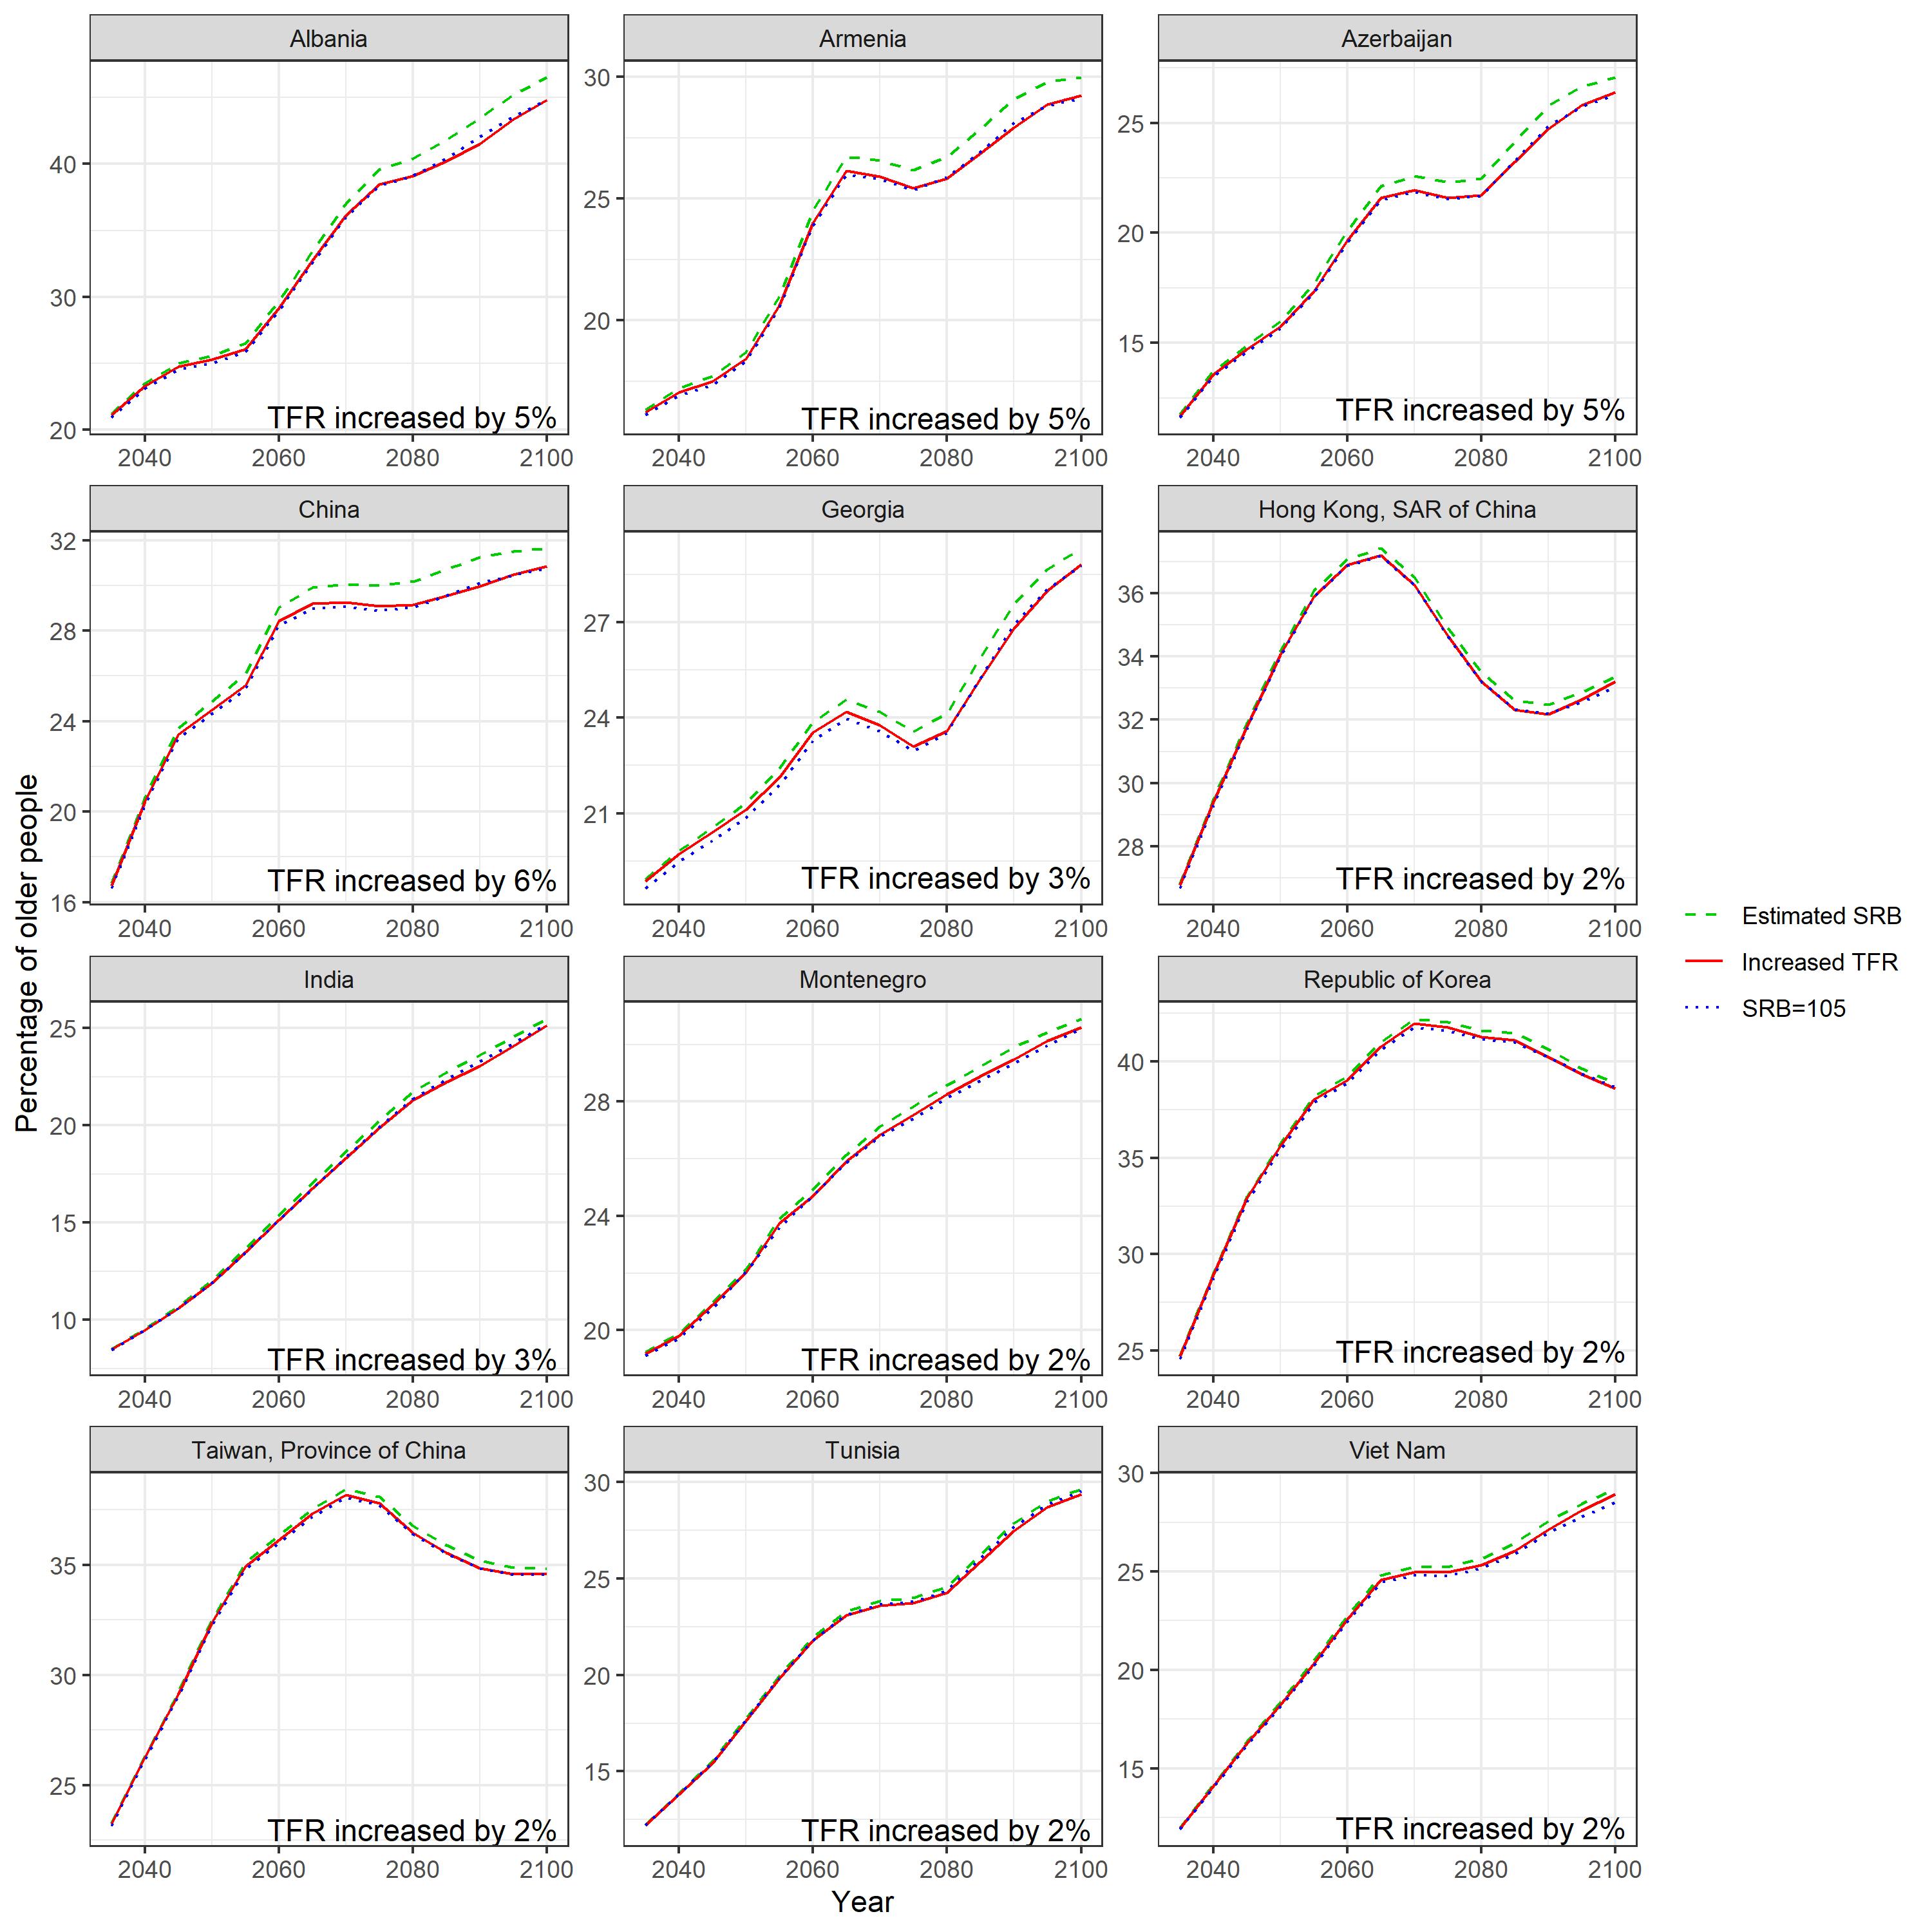 Albania
Armenia
Azerbaijan
40
30
20
30
25
20
25
20
15
TFR increased by 5%
TFR increased by 5%
TFR increased by 5%
2040 2060 2080 2100
2040 2060 2080 2100
2040 2060 2080 2100
China
Georgia
Hong Kong, SAR of China
32
28
24
20
16
27
24
21
36
34
32
30
28
TFR increased by 6%
TFR increased by 3%
TFR increased by 2%
2040 2060 2080 2100
2040 2060 2080 2100
2040 2060 2080 2100
Percentage of older people
Estimated SRB
Increased TFR
SRB=105
India
Montenegro
Republic of Korea
25
20
15
10
28
24
20
40
35
30
25
TFR increased by 3%
TFR increased by 2%
TFR increased by 2%
2040 2060 2080 2100
2040 2060 2080 2100
2040 2060 2080 2100
Taiwan, Province of China
Tunisia
Viet Nam
35
30
25
30
25
20
15
30
25
20
15
TFR increased by 2%
TFR increased by 2%
TFR increased by 2%
2040 2060 2080 2100
2040 2060 2080 2100
2040 2060 2080 2100
Year